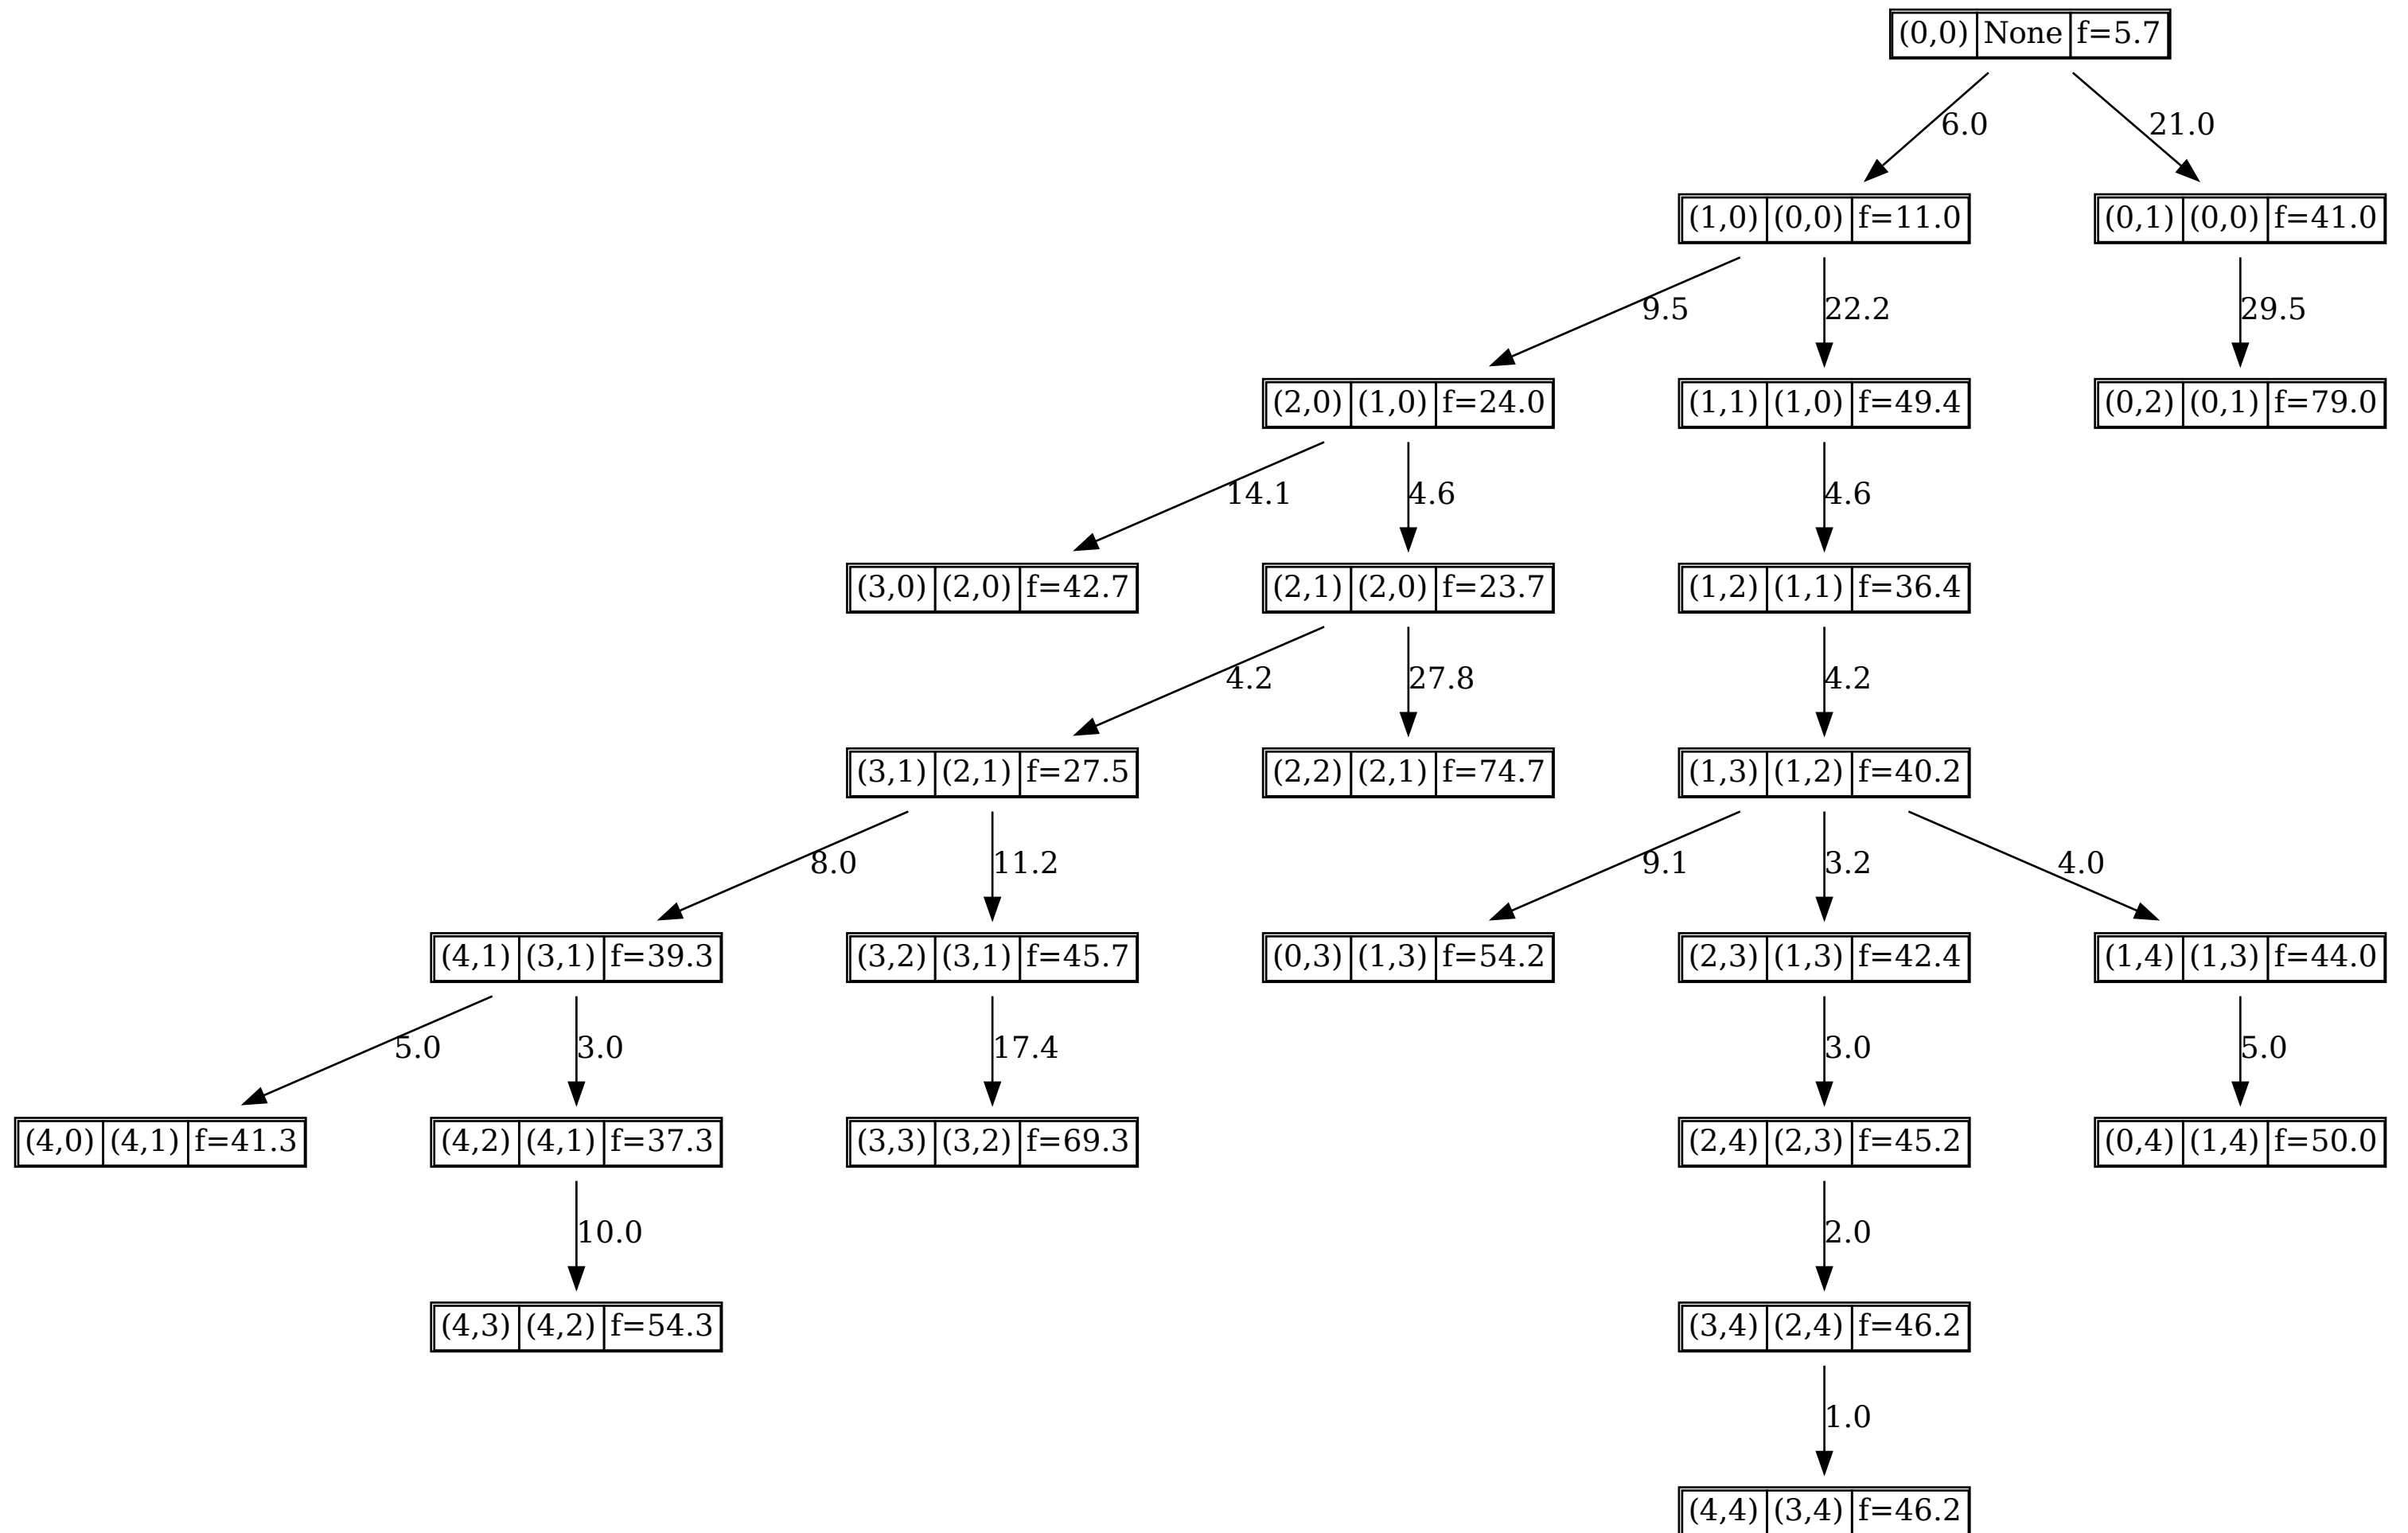 (0,0) None f=5.7
6.0 21.0
(1,0) (0,0) f=11.0 (0,1) (0,0) f=41.0
9.5 22.2 29.5
(2,0) (1,0) f=24.0 (1,1) (1,0) f=49.4 (0,2) (0,1) f=79.0
14.1 4.6 4.6
(3,0) (2,0) f=42.7 (2,1) (2,0) f=23.7 (1,2) (1,1) f=36.4
4.2 27.8 4.2
(3,1) (2,1) f=27.5 (2,2) (2,1) f=74.7 (1,3) (1,2) f=40.2
8.0 11.2 9.1 3.2 4.0
(4,1) (3,1) f=39.3 (3,2) (3,1) f=45.7 (0,3) (1,3) f=54.2 (2,3) (1,3) f=42.4 (1,4) (1,3) f=44.0
5.0 3.0 17.4 3.0 5.0
(4,0) (4,1) f=41.3 (4,2) (4,1) f=37.3 (3,3) (3,2) f=69.3 (2,4) (2,3) f=45.2 (0,4) (1,4) f=50.0
10.0 2.0
(4,3) (4,2) f=54.3 (3,4) (2,4) f=46.2
1.0
(4,4) (3,4) f=46.2